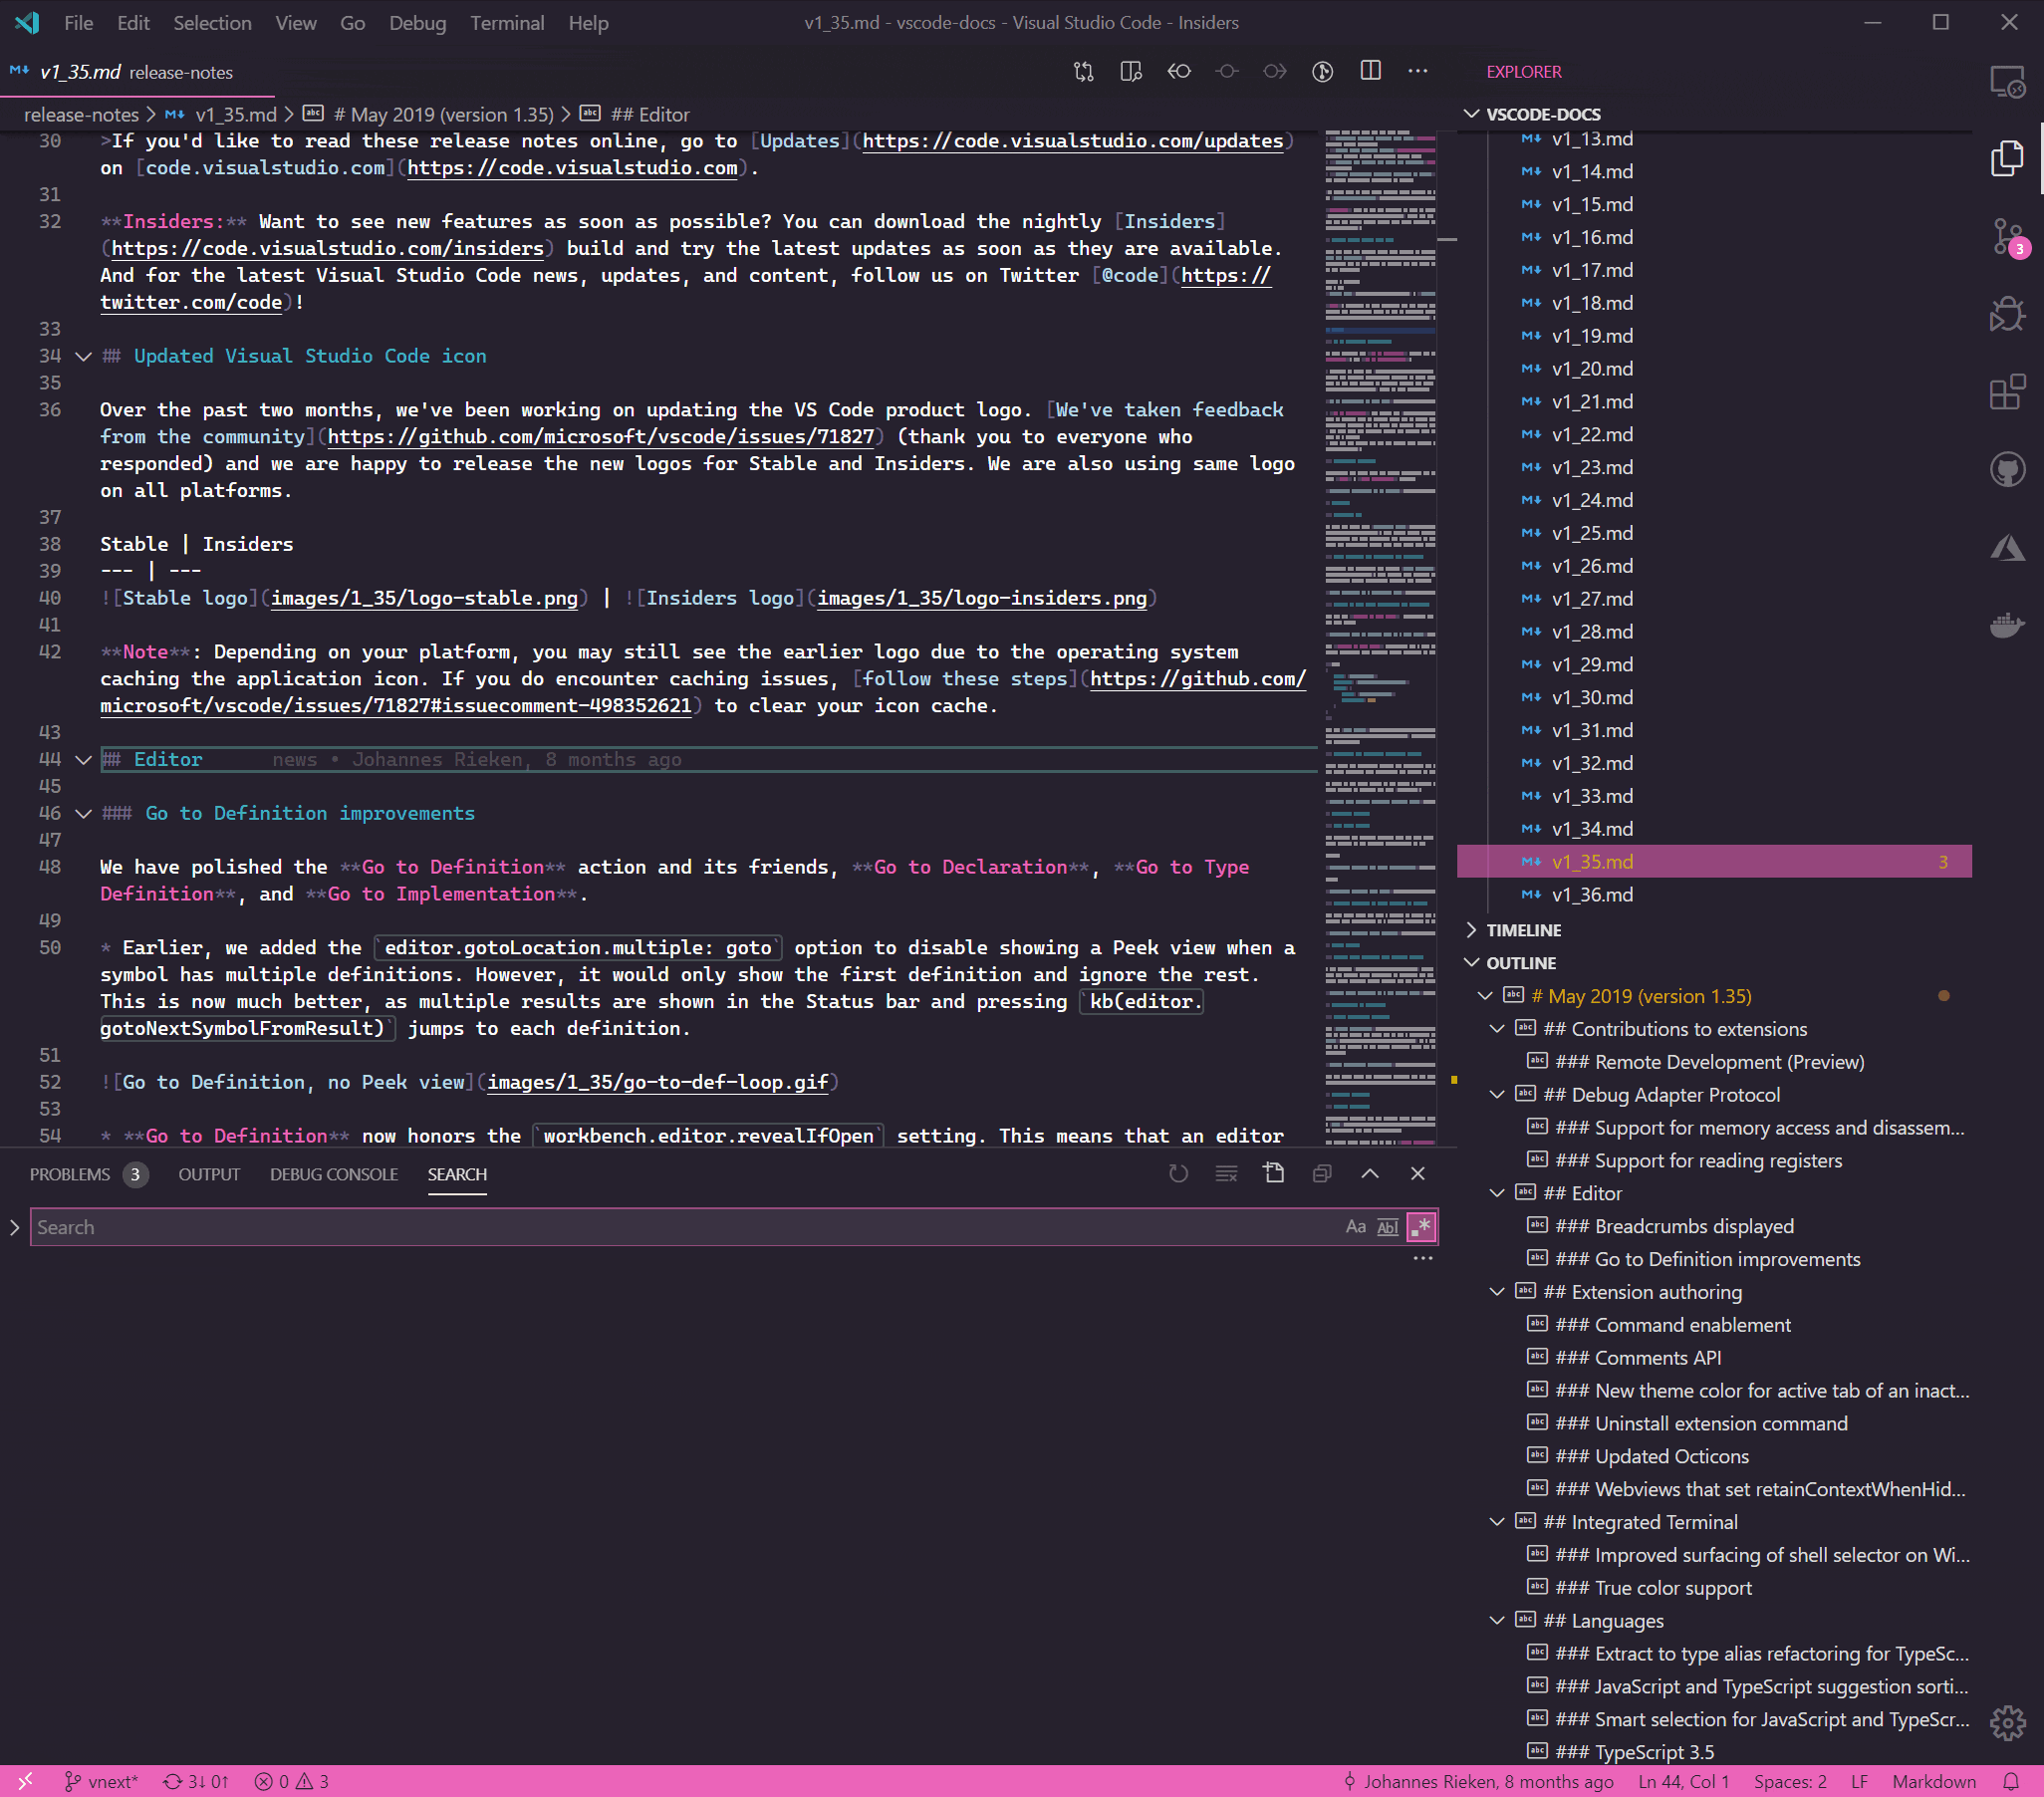 File Edit Selection View Go Debug Terminal Help
v1_35.md - vscode-docs - Visual Studio Code - Insiders
v1_35.md release-notes
release-notes > v1_35.md > # May 2019 (version 1.35) > ## Editor
30 >If you'd like to read these release notes online, go to [Updates](https://code.visualstudio.com/updates)
on [code.visualstudio.com](https://code.visualstudio.com).
31
32 **Insiders:** Want to see new features as soon as possible? You can download the nightly [Insiders]
(https://code.visualstudio.com/insiders) build and try the latest updates as soon as they are available.
And for the latest Visual Studio Code news, updates, and content, follow us on Twitter [@code](https://
twitter.com/code)!
33
34 ## Updated Visual Studio Code icon
35
36 Over the past two months, we've been working on updating the VS Code product logo. [We've taken feedback
from the community](https://github.com/microsoft/vscode/issues/71827) (thank you to everyone who
responded) and we are happy to release the new logos for Stable and Insiders. We are also using same logo
on all platforms.
37
38 Stable | Insiders
39 --- | ---
40 ![Stable logo](images/1_35/logo-stable.png) | ![Insiders logo](images/1_35/logo-insiders.png)
41
42 **Note**: Depending on your platform, you may still see the earlier logo due to the operating system
caching the application icon. If you do encounter caching issues, [follow these steps](https://github.com/
microsoft/vscode/issues/71827#issuecomment-498352621) to clear your icon cache.
43
44 ## Editor news • Johannes Rieken, 8 months ago
45
46 ### Go to Definition improvements
47
48 We have polished the **Go to Definition** action and its friends, **Go to Declaration**, **Go to Type
Definition**, and **Go to Implementation**.
49
50 * Earlier, we added the `editor.gotoLocation.multiple: goto` option to disable showing a Peek view when a
symbol has multiple definitions. However, it would only show the first definition and ignore the rest.
This is now much better, as multiple results are shown in the Status bar and pressing `kb(editor.
gotoNextSymbolFromResult)` jumps to each definition.
51
52 ![Go to Definition, no Peek view](images/1_35/go-to-def-loop.gif)
53
54 * **Go to Definition** now honors the `workbench.editor.revealIfOpen` setting. This means that an editor
PROBLEMS 3 OUTPUT DEBUG CONSOLE SEARCH
Search
Aa Abl .*
EXPLORER
VSCODE-DOCS
v1_13.md
v1_14.md
v1_15.md
v1_16.md
v1_17.md
v1_18.md
v1_19.md
v1_20.md
v1_21.md
v1_22.md
v1_23.md
v1_24.md
v1_25.md
v1_26.md
v1_27.md
v1_28.md
v1_29.md
v1_30.md
v1_31.md
v1_32.md
v1_33.md
v1_34.md
v1_35.md 3
v1_36.md
TIMELINE
OUTLINE
# May 2019 (version 1.35)
## Contributions to extensions
### Remote Development (Preview)
## Debug Adapter Protocol
### Support for memory access and disassem...
### Support for reading registers
## Editor
### Breadcrumbs displayed
### Go to Definition improvements
## Extension authoring
### Command enablement
### Comments API
### New theme color for active tab of an inact...
### Uninstall extension command
### Updated Octicons
### Webviews that set retainContextWhenHid...
## Integrated Terminal
### Improved surfacing of shell selector on Wi...
### True color support
## Languages
### Extract to type alias refactoring for TypeSc...
### JavaScript and TypeScript suggestion sorti...
### Smart selection for JavaScript and TypeScr...
### TypeScript 3.5
3
vnext* 3↓ 0↑ 0 3
Johannes Rieken, 8 months ago Ln 44, Col 1 Spaces: 2 LF Markdown